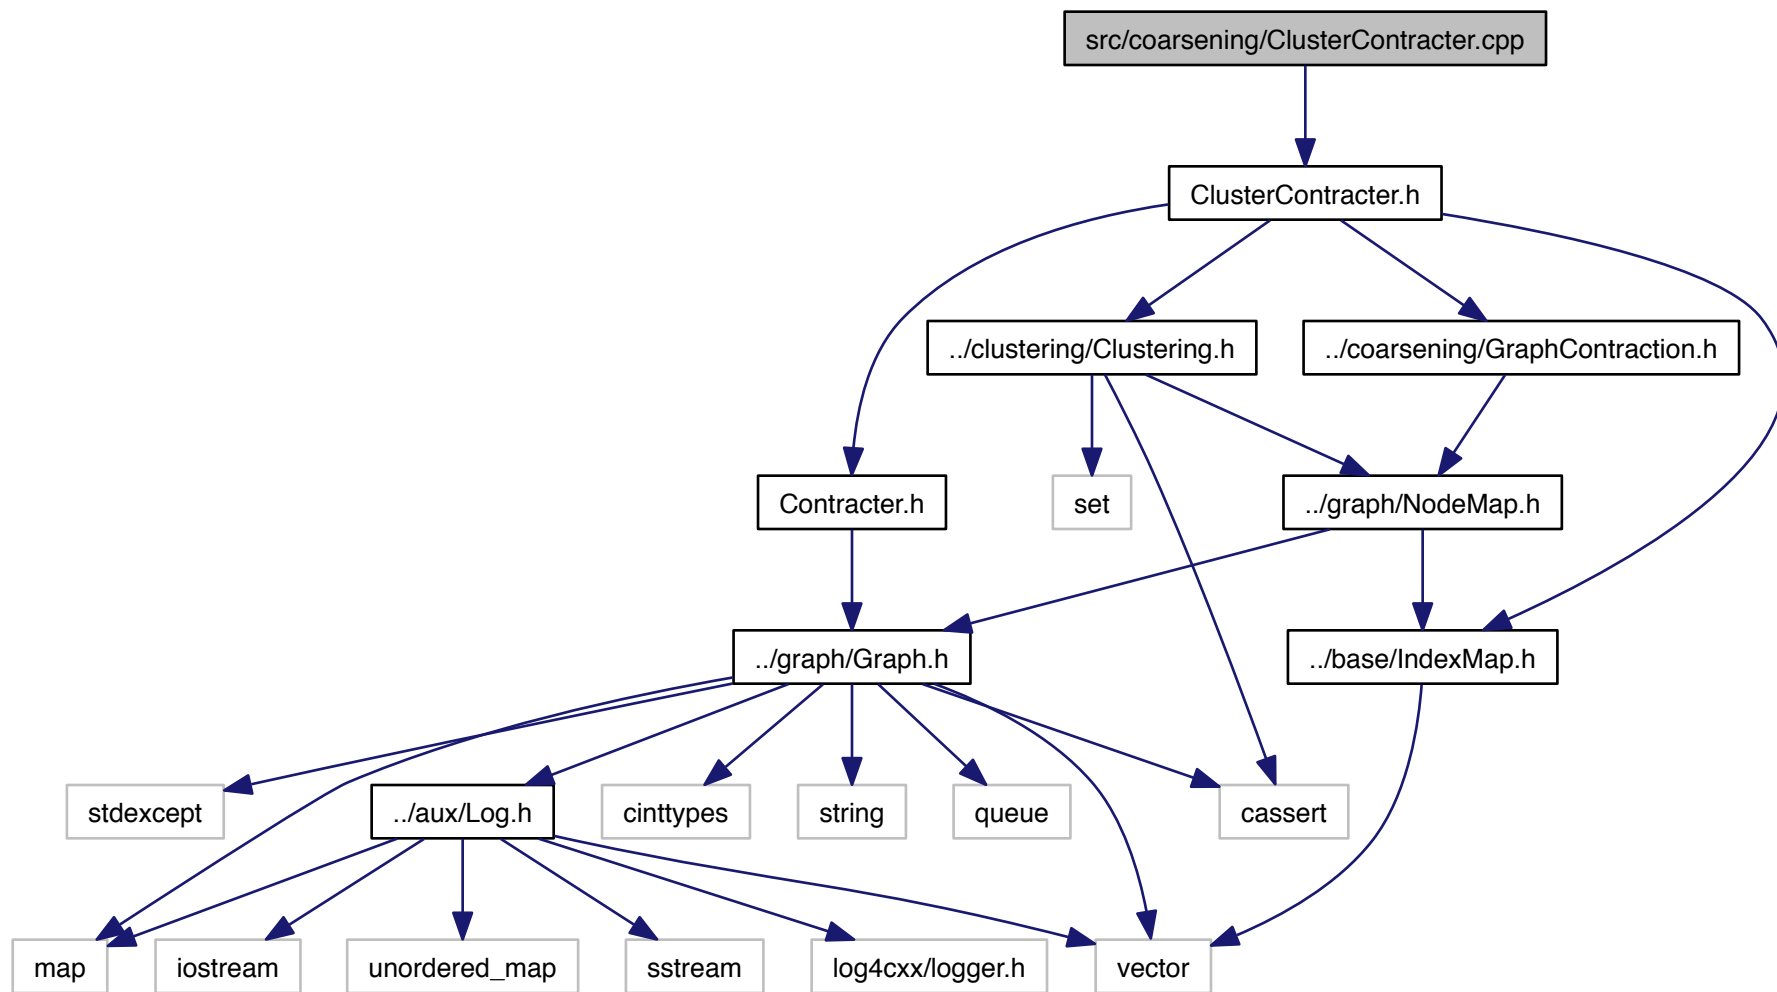 src/coarsening/ClusterContracter.cpp
ClusterContracter.h
../clustering/Clustering.h
../coarsening/GraphContraction.h
Contracter.h
set
../graph/NodeMap.h
../graph/Graph.h
../base/IndexMap.h
stdexcept
../aux/Log.h
cinttypes
string
queue
cassert
map
iostream
unordered_map
sstream
log4cxx/logger.h
vector